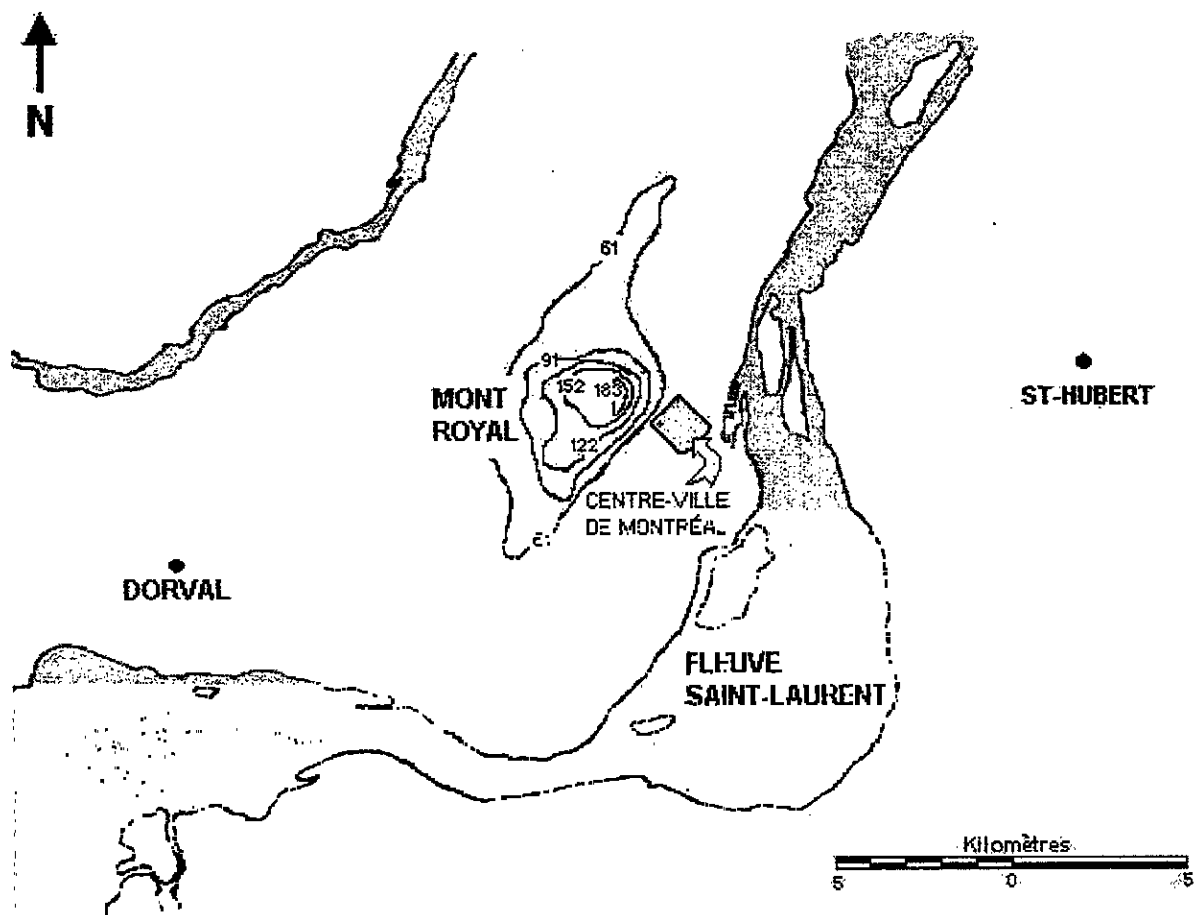 N
61
91
152
183
MONT
ROYAL
122
ST-HUBERT
CENTRE-VILLE
DE MONTRÉAL
DORVAL
FLEUVE
SAINT-LAURENT
Kilomètres
5 0 5